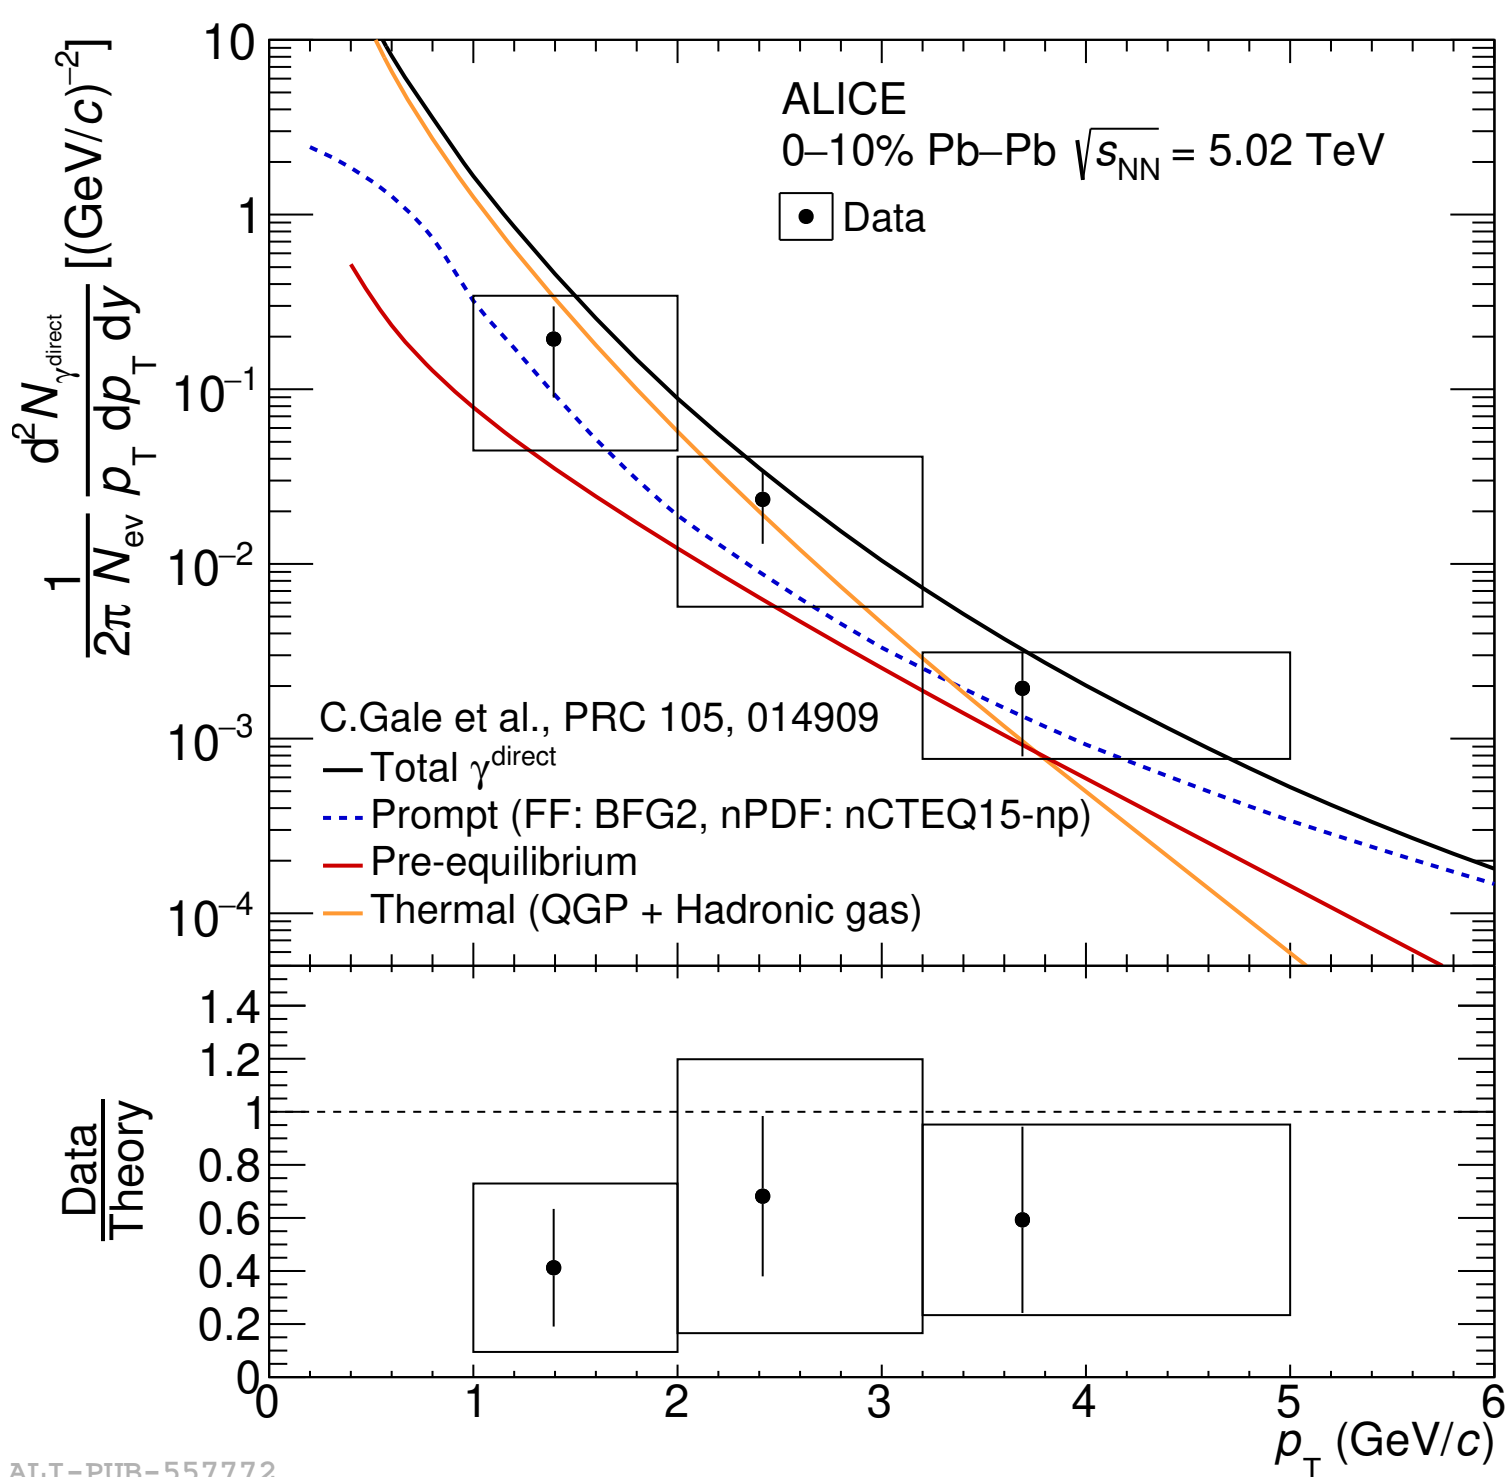 10
1
10−1
10−2
10−3
10−4
1/2π Nev d2Nγdirect/pT dpT dy [(GeV/c)−2]
ALICE
0–10% Pb–Pb √sNN = 5.02 TeV
Data
C.Gale et al., PRC 105, 014909
Total γdirect
Prompt (FF: BFG2, nPDF: nCTEQ15-np)
Pre-equilibrium
Thermal (QGP + Hadronic gas)
1.4
1.2
1
0.8
0.6
0.4
0.2
0
Data
Theory
0 1 2 3 4 5 6
pT (GeV/c)
ALI-PUB-557772